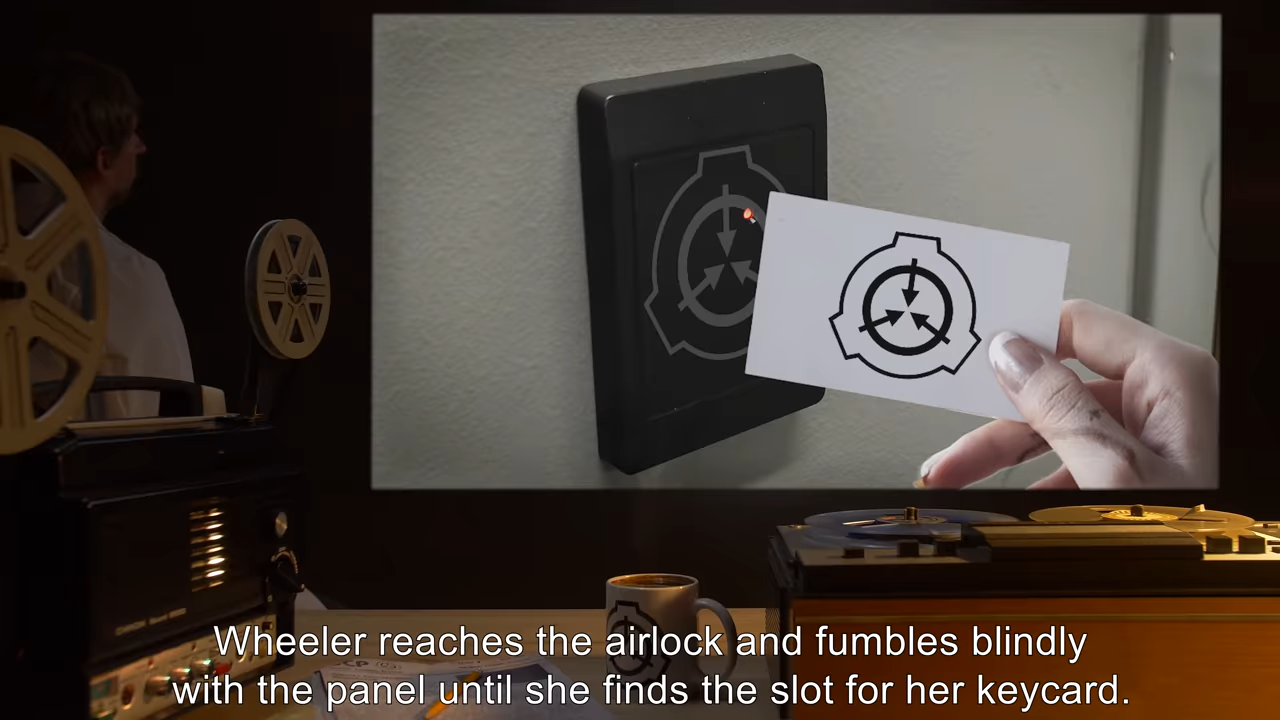 Wheeler reaches the airlock and fumbles blindly
with the panel until she finds the slot for her keycard.